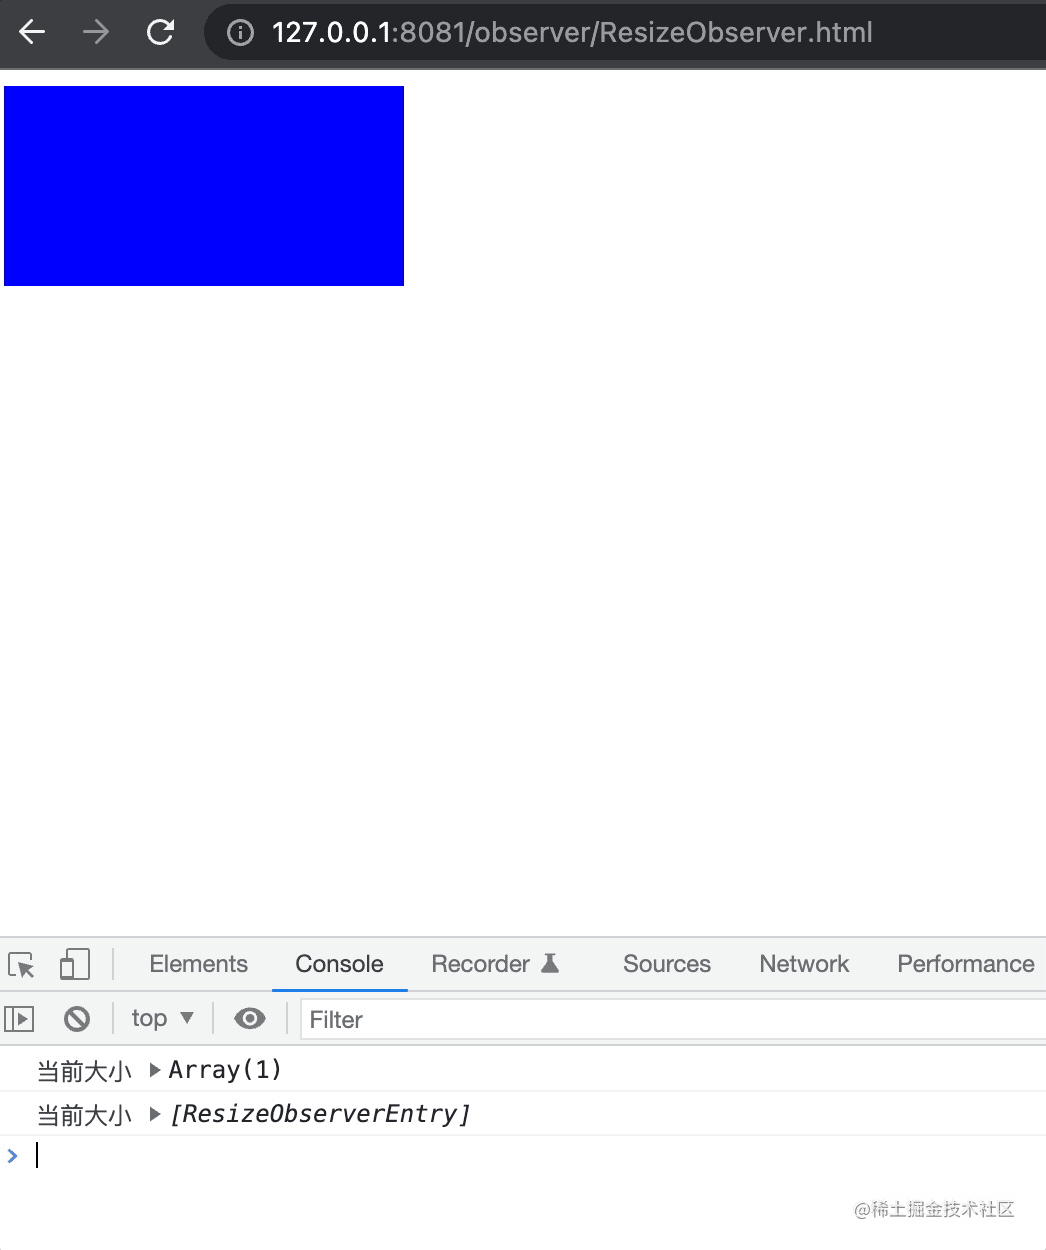 127.0.0.1:8081/observer/ResizeObserver.html
Elements Console Recorder Sources Network Performance
top Filter
当前大小 Array(1)
当前大小 [ResizeObserverEntry]
@稀土掘金技术社区